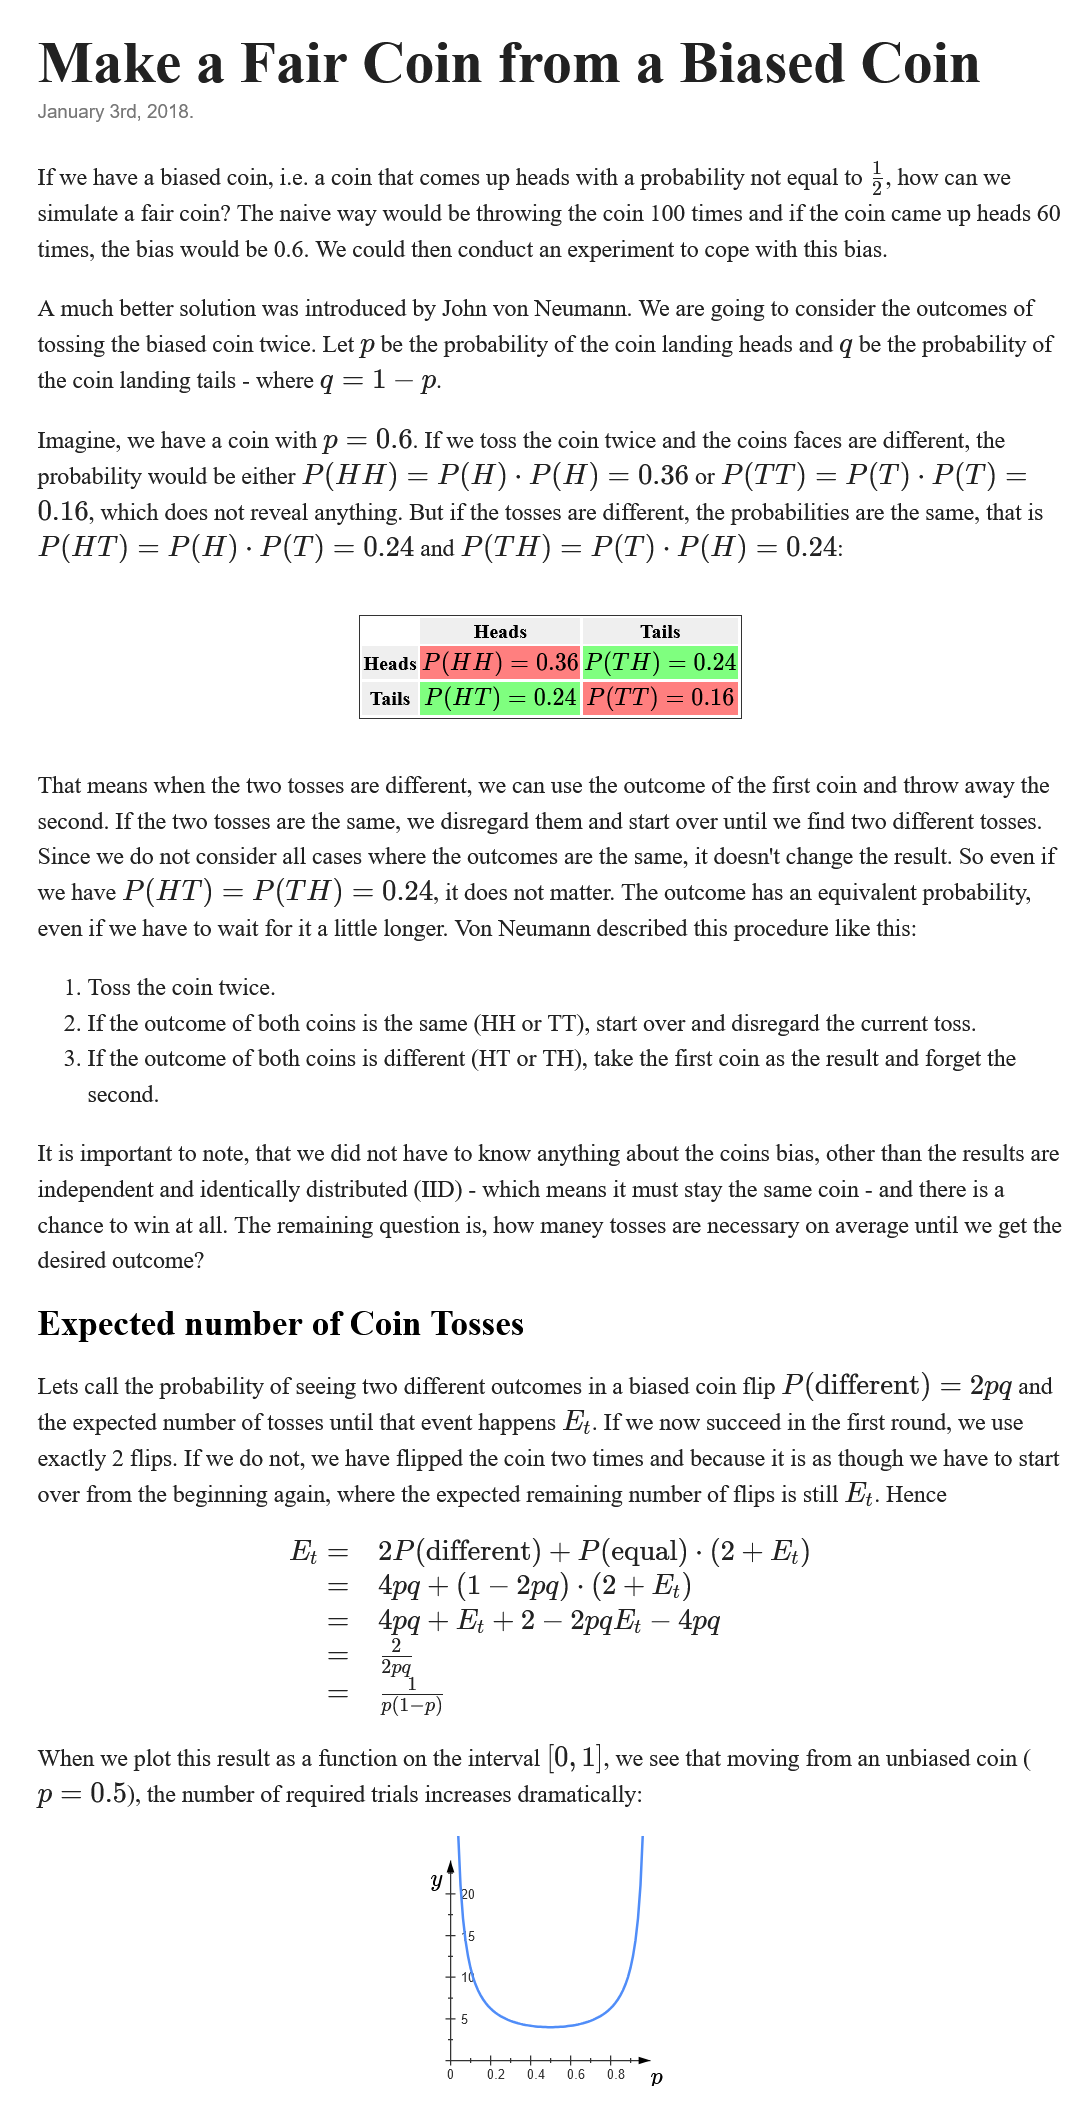 Make a Fair Coin from a Biased Coin
January 3rd, 2018.
If we have a biased coin, i.e. a coin that comes up heads with a probability not equal to 1/2, how can we
simulate a fair coin? The naive way would be throwing the coin 100 times and if the coin came up heads 60
times, the bias would be 0.6. We could then conduct an experiment to cope with this bias.
A much better solution was introduced by John von Neumann. We are going to consider the outcomes of
tossing the biased coin twice. Let p be the probability of the coin landing heads and q be the probability of
the coin landing tails - where q = 1 − p.
Imagine, we have a coin with p = 0.6. If we toss the coin twice and the coins faces are different, the
probability would be either P(HH) = P(H) · P(H) = 0.36 or P(TT) = P(T) · P(T) =
0.16, which does not reveal anything. But if the tosses are different, the probabilities are the same, that is
P(HT) = P(H) · P(T) = 0.24 and P(TH) = P(T) · P(H) = 0.24:
Heads Tails
Heads P(HH) = 0.36 P(TH) = 0.24
Tails P(HT) = 0.24 P(TT) = 0.16
That means when the two tosses are different, we can use the outcome of the first coin and throw away the
second. If the two tosses are the same, we disregard them and start over until we find two different tosses.
Since we do not consider all cases where the outcomes are the same, it doesn't change the result. So even if
we have P(HT) = P(TH) = 0.24, it does not matter. The outcome has an equivalent probability,
even if we have to wait for it a little longer. Von Neumann described this procedure like this:
1. Toss the coin twice.
2. If the outcome of both coins is the same (HH or TT), start over and disregard the current toss.
3. If the outcome of both coins is different (HT or TH), take the first coin as the result and forget the
second.
It is important to note, that we did not have to know anything about the coins bias, other than the results are
independent and identically distributed (IID) - which means it must stay the same coin - and there is a
chance to win at all. The remaining question is, how maney tosses are necessary on average until we get the
desired outcome?
Expected number of Coin Tosses
Lets call the probability of seeing two different outcomes in a biased coin flip P(different) = 2pq and
the expected number of tosses until that event happens E_t. If we now succeed in the first round, we use
exactly 2 flips. If we do not, we have flipped the coin two times and because it is as though we have to start
over from the beginning again, where the expected remaining number of flips is still E_t. Hence
E_t = 2P(different) + P(equal) · (2 + E_t)
= 4pq + (1 − 2pq) · (2 + E_t)
= 4pq + E_t + 2 − 2pqE_t − 4pq
= 2/2pq
= 1/p(1−p)
When we plot this result as a function on the interval [0, 1], we see that moving from an unbiased coin (
p = 0.5), the number of required trials increases dramatically:
y
20
15
10
5
0 0.2 0.4 0.6 0.8
p